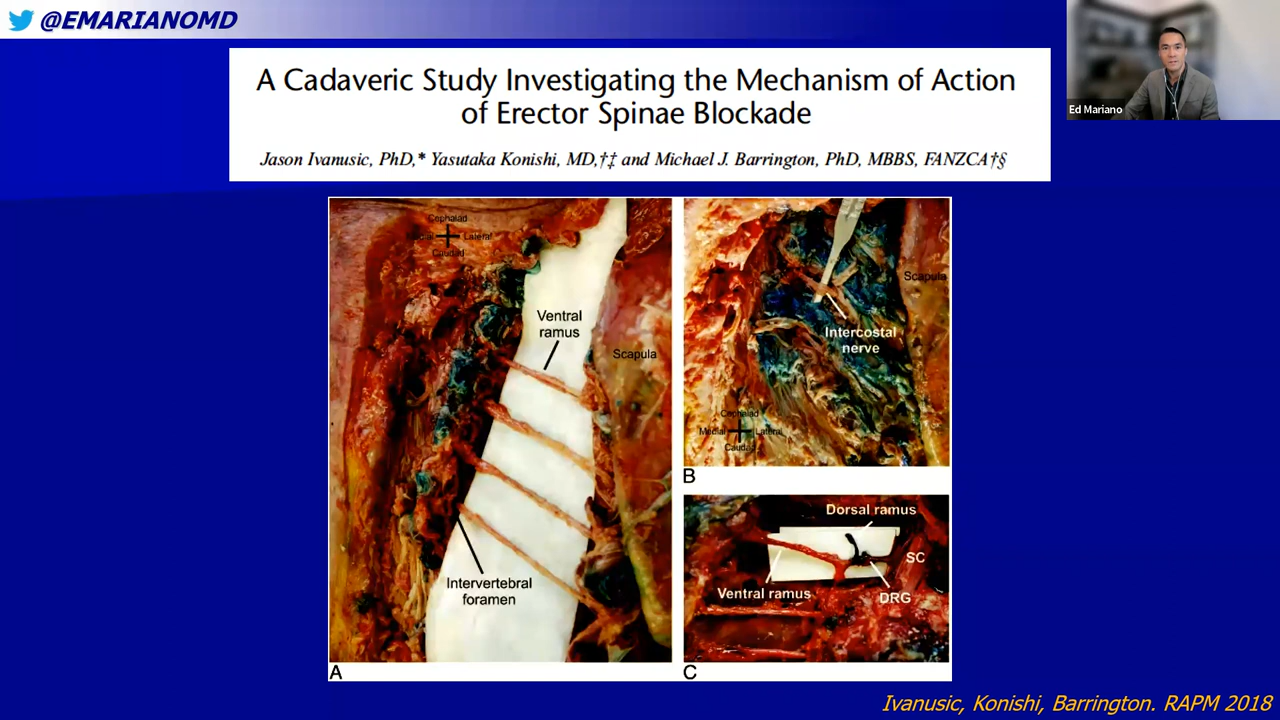 @EMARIANOMD
A Cadaveric Study Investigating the Mechanism of Action
of Erector Spinae Blockade
Jason Ivanusic, PhD,* Yasutaka Konishi, MD,†‡ and Michael J. Barrington, PhD, MBBS, FANZCA†§
Ed Mariano
Cephalad
Lateral
Caudad
Ventral
ramus
Scapula
Intervertebral
foramen
A
Scapula
Intercostal
nerve
Cephalad
Medial
Lateral
Caudad
B
Dorsal ramus
SC
Ventral ramus
DRG
C
Ivanusic, Konishi, Barrington. RAPM 2018